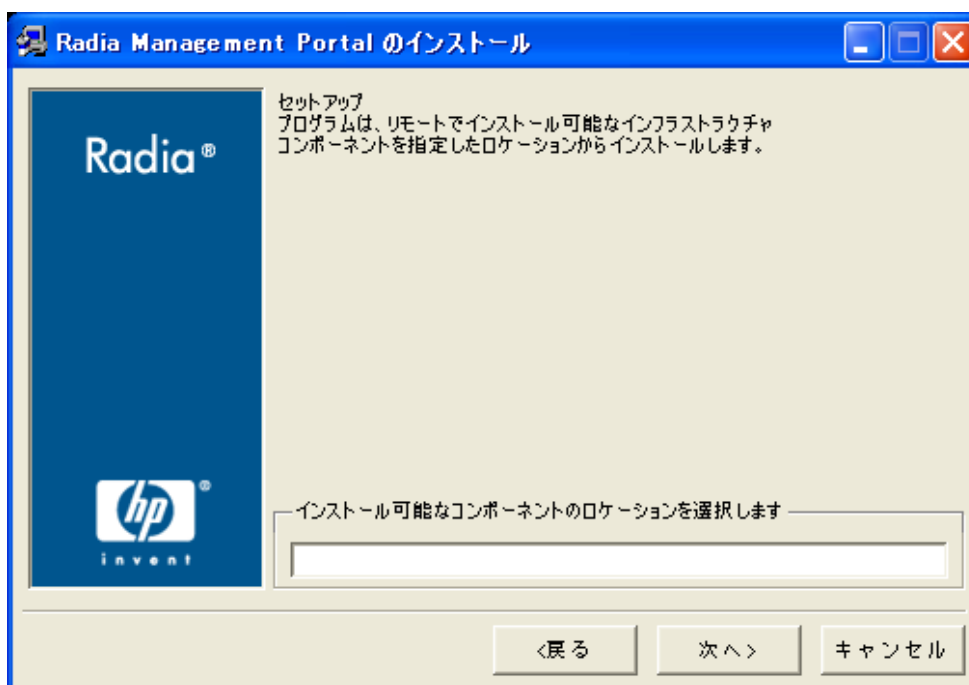 Radia Management Portal のインストール
Radia®
セットアップ
プログラムは、リモートでインストール可能なインフラストラクチャ
コンポーネントを指定したロケーションからインストールします。
hp®
invent
インストール可能なコンポーネントのロケーションを選択します
<戻る
次へ>
キャンセル